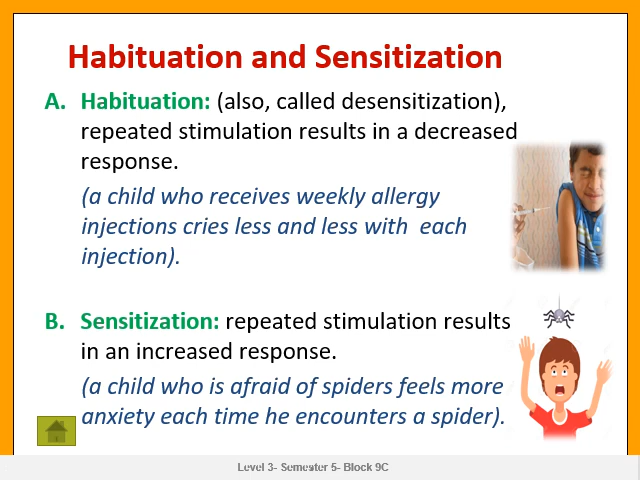 Habituation and Sensitization
A. Habituation: (also, called desensitization),
repeated stimulation results in a decreased
response.
(a child who receives weekly allergy
injections cries less and less with each
injection).
B. Sensitization: repeated stimulation results
in an increased response.
(a child who is afraid of spiders feels more
anxiety each time he encounters a spider).
Level 3- Semester 5- Block 9C